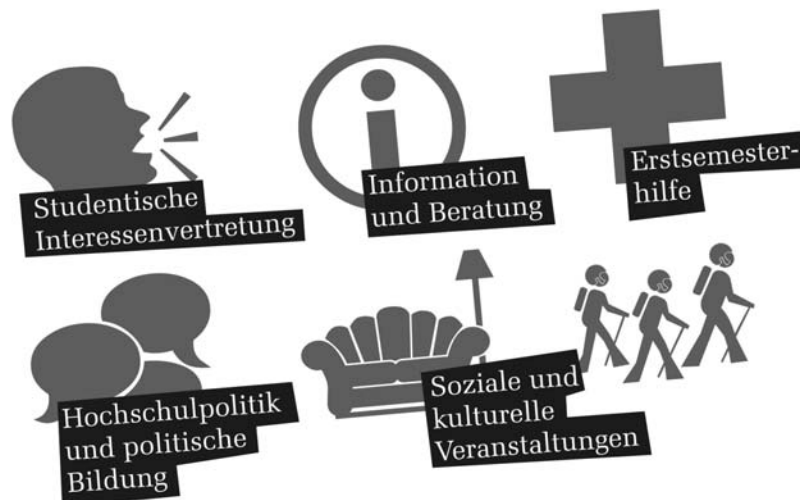 Studentische
Interessenvertretung
Information
und Beratung
Erstsemester-
hilfe
Hochschulpolitik
und politische
Bildung
Soziale und
kulturelle
Veranstaltungen